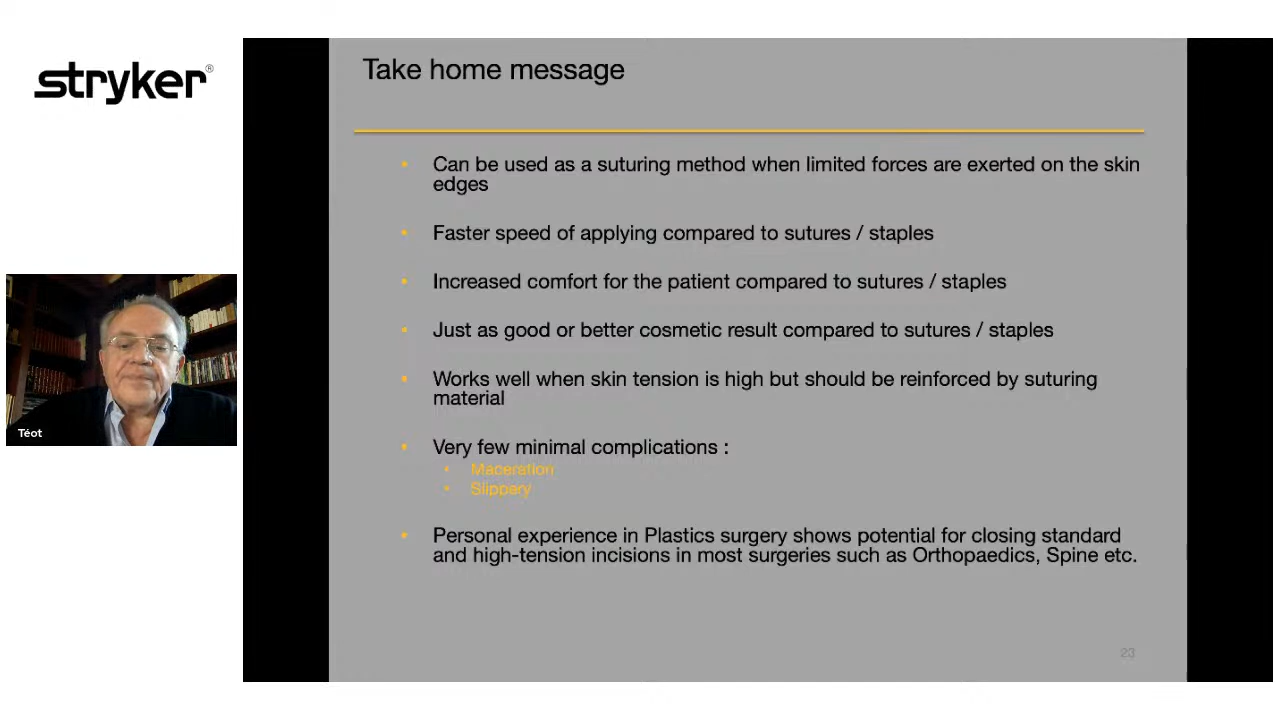 stryker®
Take home message
• Can be used as a suturing method when limited forces are exerted on the skin
edges
• Faster speed of applying compared to sutures / staples
• Increased comfort for the patient compared to sutures / staples
• Just as good or better cosmetic result compared to sutures / staples
• Works well when skin tension is high but should be reinforced by suturing
material
• Very few minimal complications :
• Maceration
• Slippery
• Personal experience in Plastics surgery shows potential for closing standard
and high-tension incisions in most surgeries such as Orthopaedics, Spine etc.
23
Téot